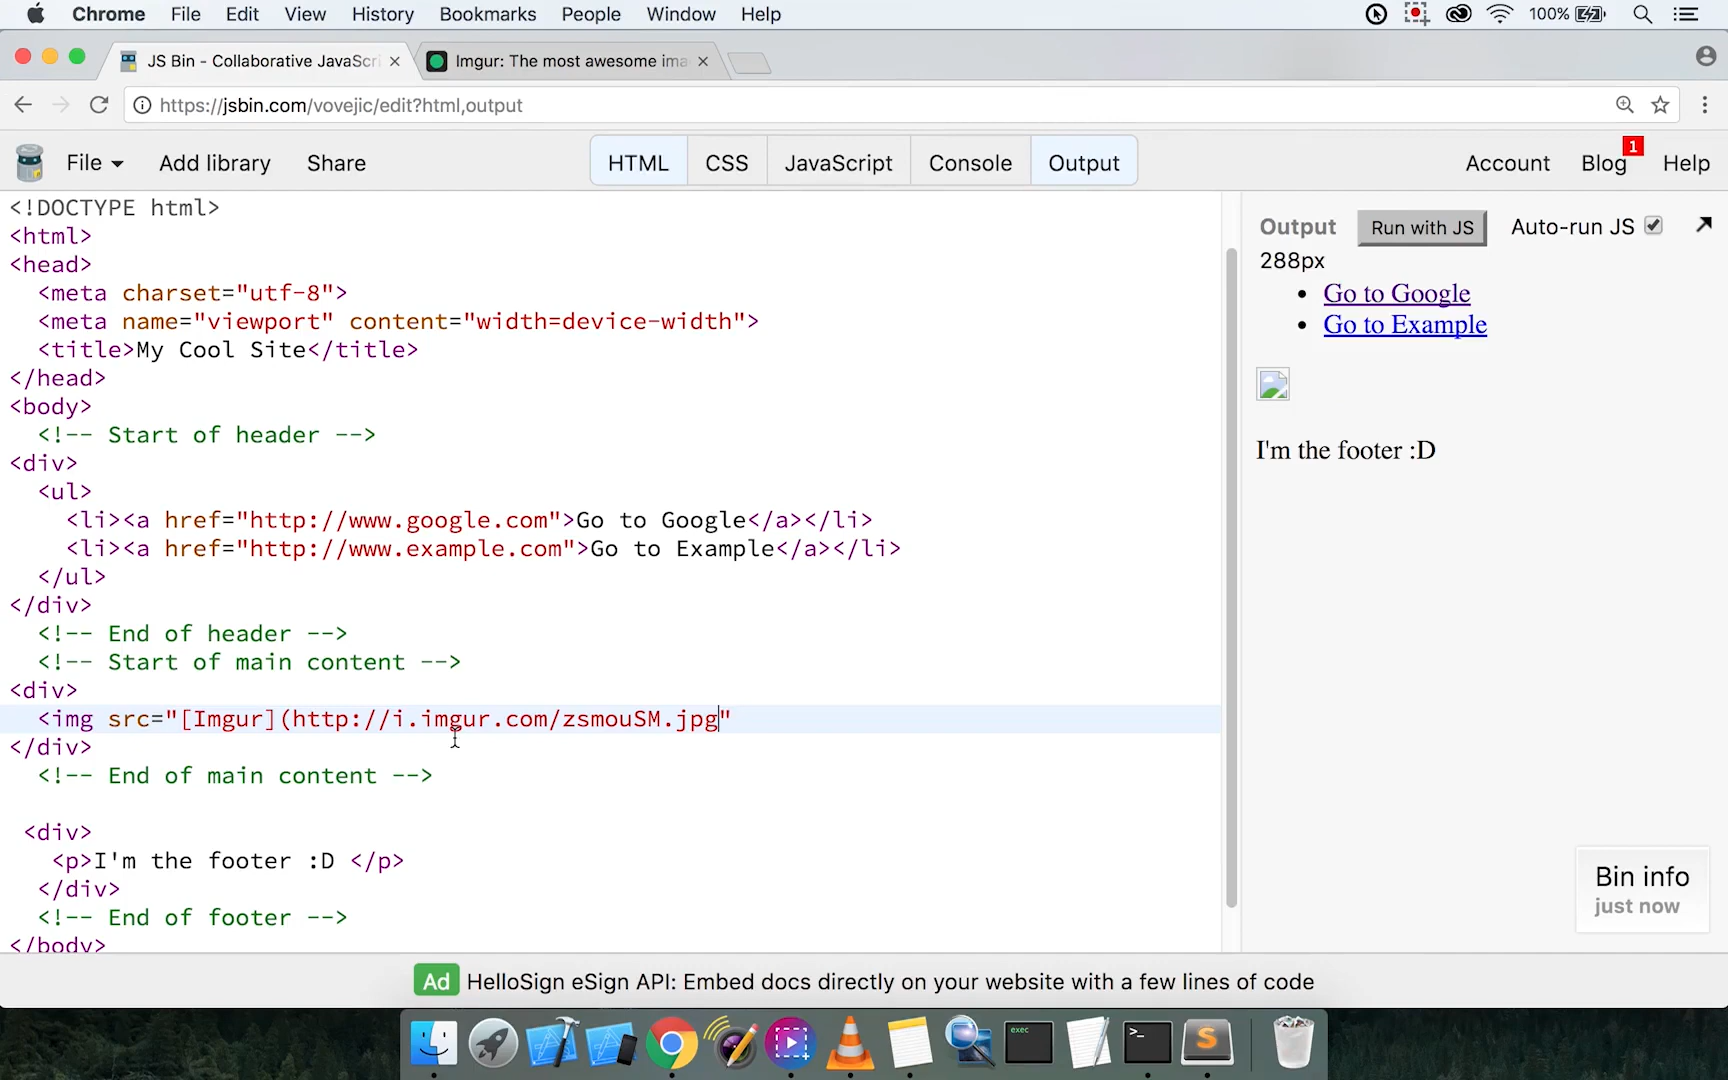 Chrome File Edit View History Bookmarks People Window Help 100%
JS Bin - Collaborative JavaScri Imgur: The most awesome ima
https://jsbin.com/vovejic/edit?html,output
File Add library Share HTML CSS JavaScript Console Output Account Blog 1 Help
<!DOCTYPE html>
<html>
<head>
<meta charset="utf-8">
<meta name="viewport" content="width=device-width">
<title>My Cool Site</title>
</head>
<body>
<!-- Start of header -->
<div>
<ul>
<li><a href="http://www.google.com">Go to Google</a></li>
<li><a href="http://www.example.com">Go to Example</a></li>
</ul>
</div>
<!-- End of header -->
<!-- Start of main content -->
<div>
<img src="[Imgur](http://i.imgur.com/zsmouSM.jpg"
</div>
<!-- End of main content -->
<div>
<p>I'm the footer :D </p>
</div>
<!-- End of footer -->
</body>
Output Run with JS Auto-run JS
288px
Go to Google
Go to Example
I'm the footer :D
Bin info
just now
Ad HelloSign eSign API: Embed docs directly on your website with a few lines of code
exec
>_
S